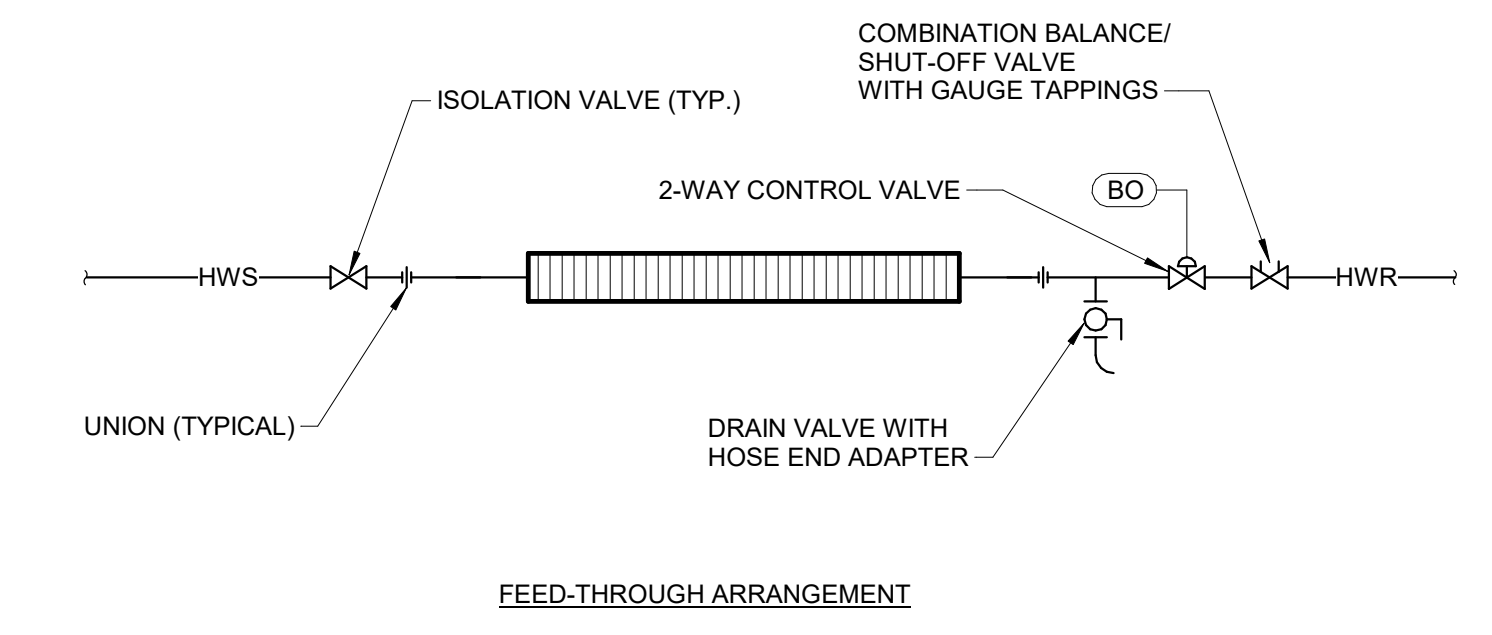 COMBINATION BALANCE/
SHUT-OFF VALVE
WITH GAUGE TAPPINGS
ISOLATION VALVE (TYP.)
2-WAY CONTROL VALVE
BO
HWS
HWR
UNION (TYPICAL)
DRAIN VALVE WITH
HOSE END ADAPTER
FEED-THROUGH ARRANGEMENT